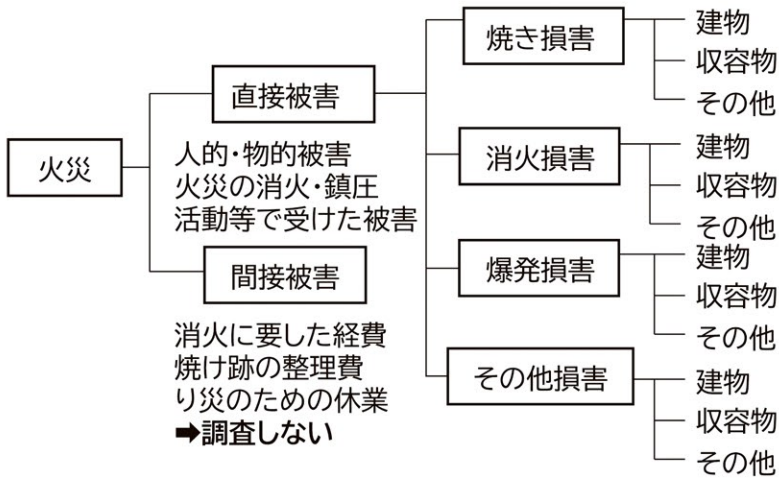 火災
直接被害
人的・物的被害
火災の消火・鎮圧
活動等で受けた被害
間接被害
消火に要した経費
焼け跡の整理費
り災のための休業
➡調査しない
焼き損害
建物
収容物
その他
消火損害
建物
収容物
その他
爆発損害
建物
収容物
その他
その他損害
建物
収容物
その他